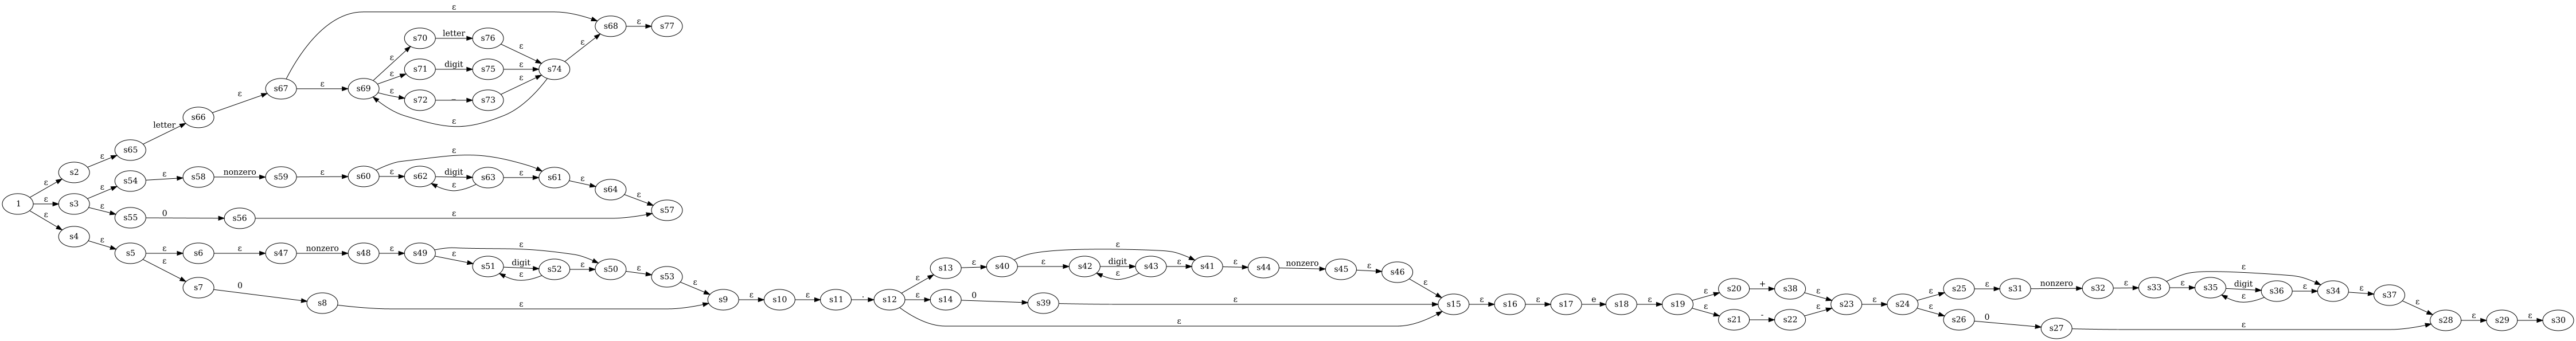 ε
s68 ε s77
s70 letter s76 ε ε
ε
s71 digit s75 ε s74
ε
s67 ε s69 ε s72 _ s73 ε
ε
s66
letter ε
s65
ε
s2
ε
ε
s54 ε s58 nonzero s59 ε s60 ε s62 digit s63 ε s61 ε s64 ε
ε
ε
1 ε s3 ε s55 0 s56 ε s57
ε
s4 ε s5 ε s6 ε s47 nonzero s48 ε s49 ε s50 ε s53 ε
ε s51 digit s52 ε
ε
ε s7 0 s8 ε s9 ε s10 ε s11 . s12
ε s13 ε s40 ε s41 ε s44 nonzero s45 ε s46 ε
ε s42 digit s43 ε
ε
ε s14 0 s39 ε s15 ε s16 ε s17 e s18 ε s19
ε
ε s20 + s38 ε
ε s21 - s22 ε s23 ε s24
ε s25 ε s31 nonzero s32 ε s33 ε s34 ε s37 ε
ε s35 digit s36 ε
ε
ε s26 0 s27 ε s28 ε s29 ε s30